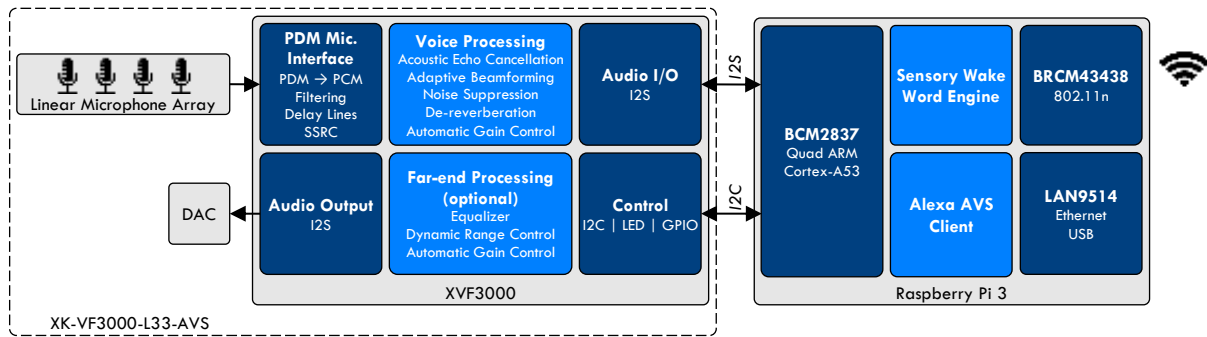 Linear Microphone Array
DAC
PDM Mic.
Interface
PDM → PCM
Filtering
Delay Lines
SSRC
Voice Processing
Acoustic Echo Cancellation
Adaptive Beamforming
Noise Suppression
De-reverberation
Automatic Gain Control
Audio I/O
I2S
Audio Output
I2S
Far-end Processing
(optional)
Equalizer
Dynamic Range Control
Automatic Gain Control
Control
I2C | LED | GPIO
XVF3000
XK-VF3000-L33-AVS
I2S
I2C
BCM2837
Quad ARM
Cortex-A53
Sensory Wake
Word Engine
BRCM43438
802.11n
Alexa AVS
Client
LAN9514
Ethernet
USB
Raspberry Pi 3